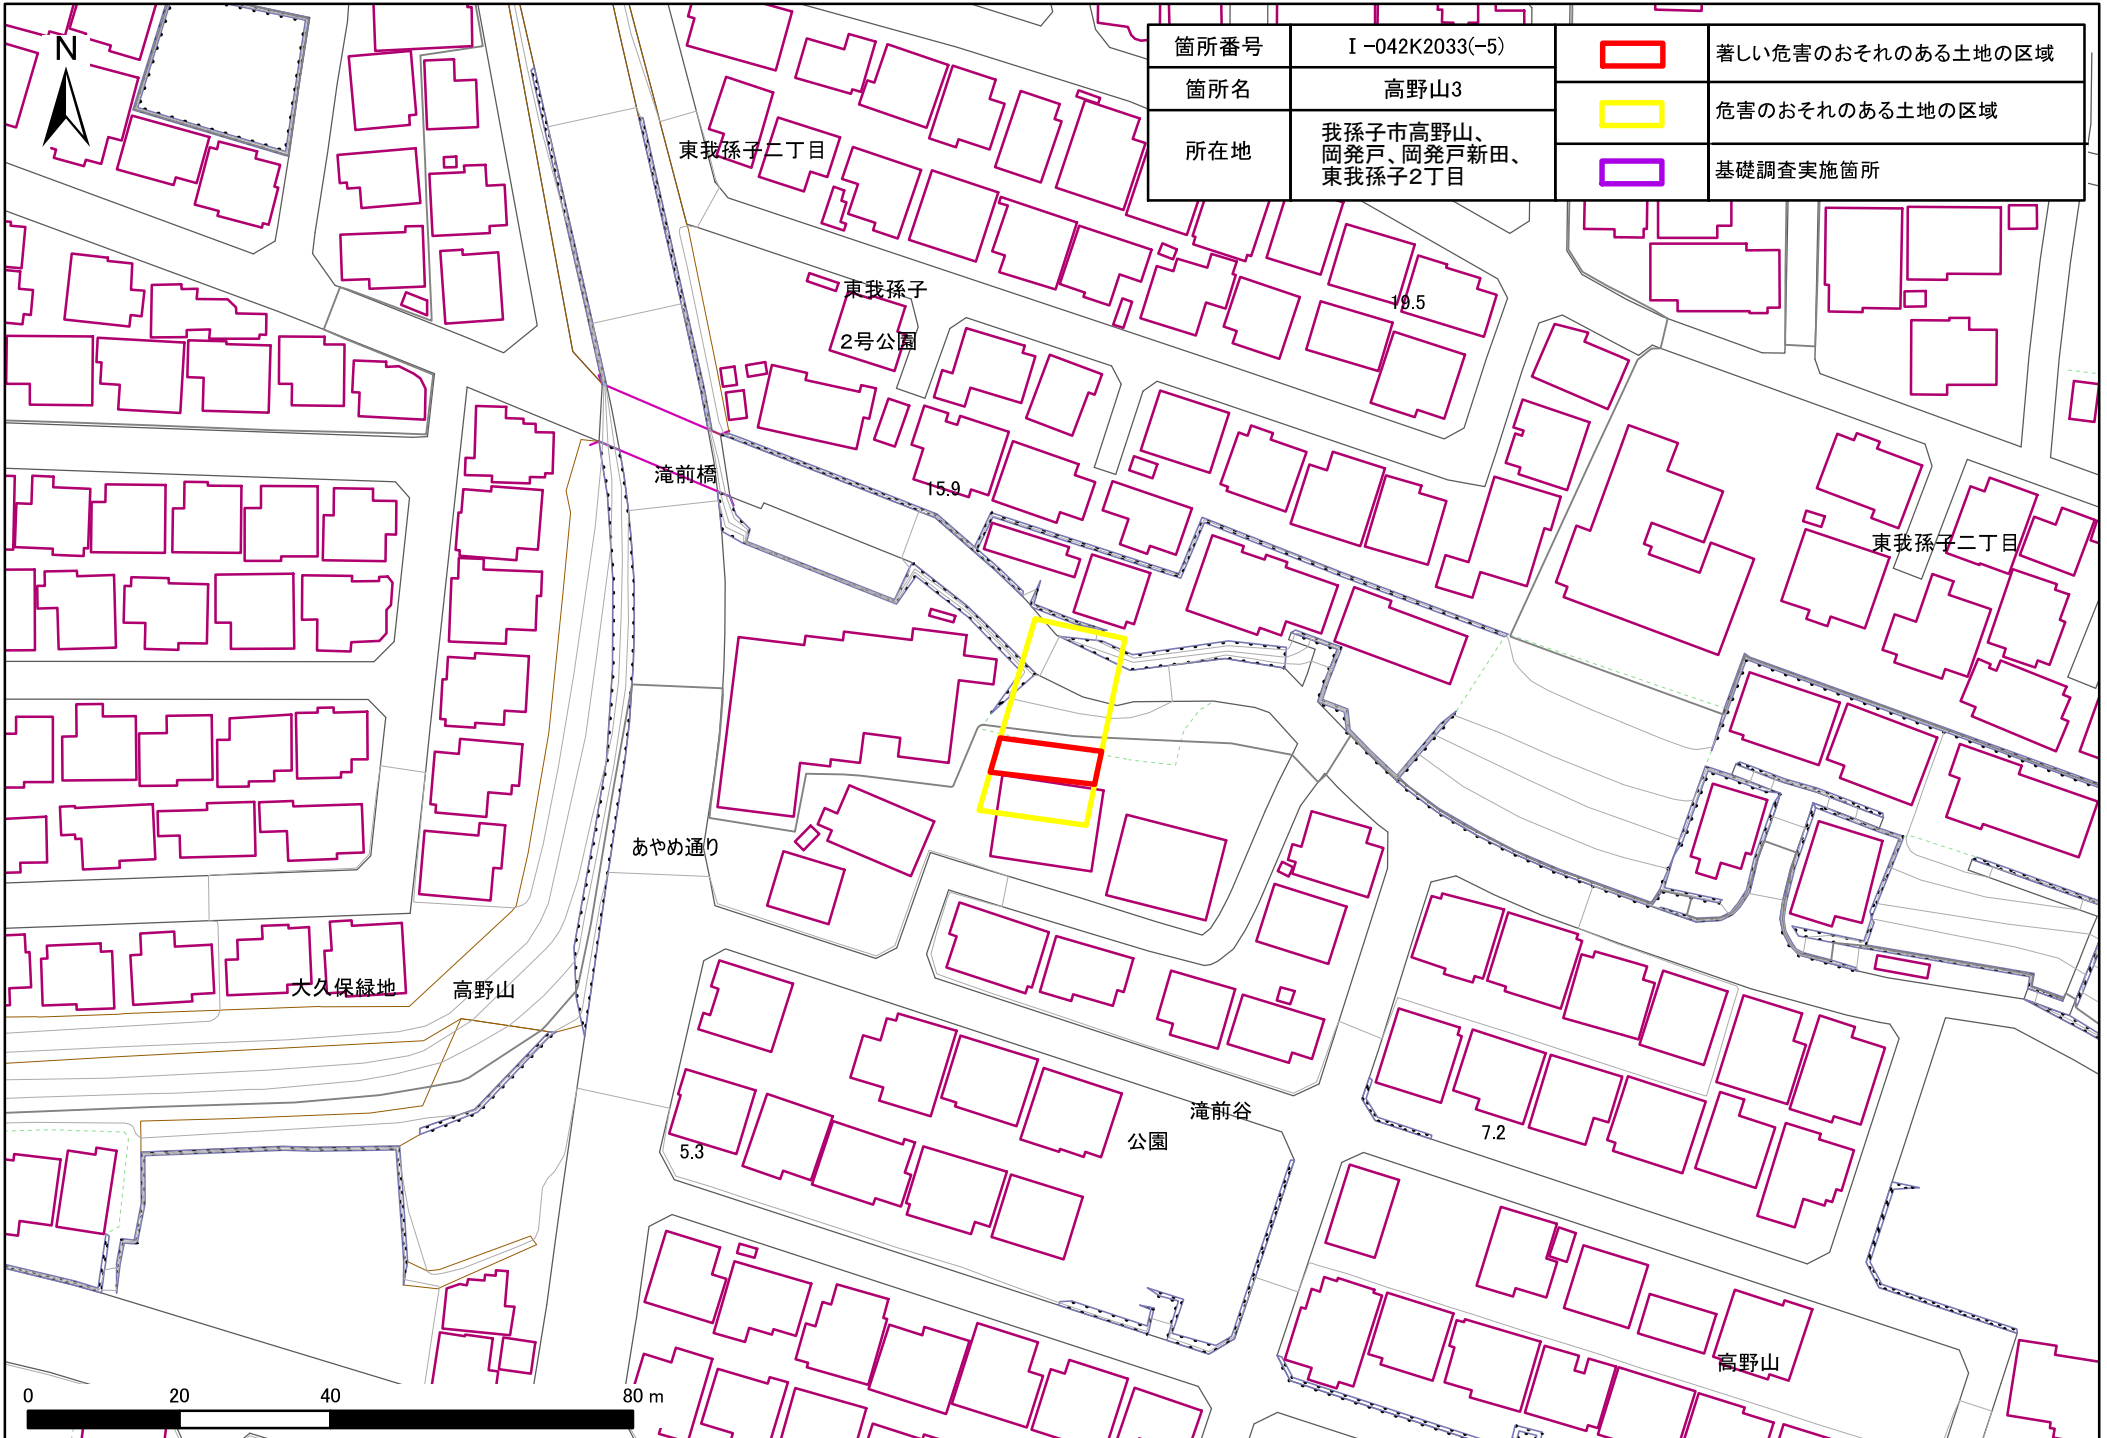 N
箇所番号
Ⅰ-042K2033(-5)
著しい危害のおそれのある土地の区域
箇所名
高野山3
危害のおそれのある土地の区域
所在地
我孫子市高野山、
岡発戸、岡発戸新田、
東我孫子2丁目
基礎調査実施箇所
東我孫子二丁目
東我孫子
2号公園
19.5
滝前橋
15.9
東我孫子二丁目
あやめ通り
大久保緑地
高野山
滝前谷
公園
7.2
5.3
高野山
0 20 40 80 m